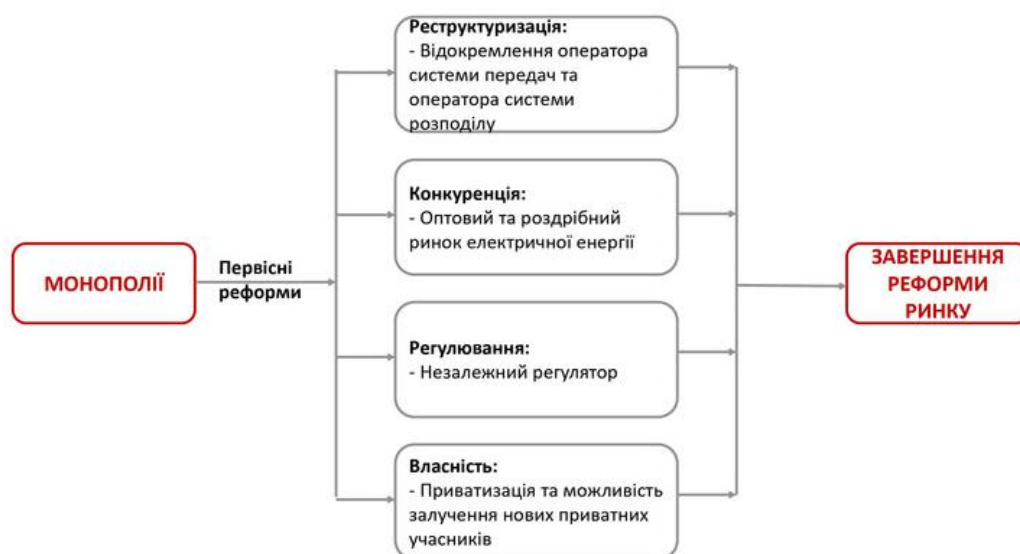 МОНОПОЛІЇ
Первісні
реформи
Реструктуризація:
- Відокремлення оператора
системи передач та
оператора системи
розподілу
Конкуренція:
- Оптовий та роздрібний
ринок електричної енергії
Регулювання:
- Незалежний регулятор
Власність:
- Приватизація та можливість
залучення нових приватних
учасників
ЗАВЕРШЕННЯ
РЕФОРМИ
РИНКУ